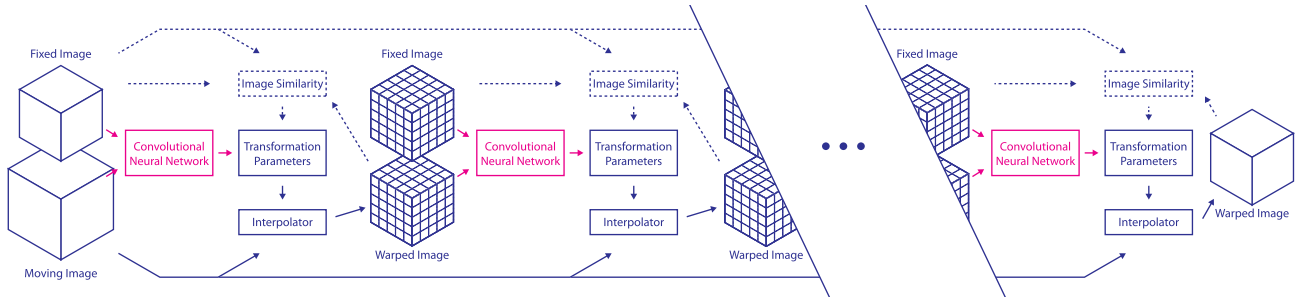 Fixed Image
Moving Image
Convolutional
Neural Network
Image Similarity
Transformation
Parameters
Interpolator
Fixed Image
Warped Image
Convolutional
Neural Network
Image Similarity
Transformation
Parameters
Interpolator
Warped Image
Fixed Image
Convolutional
Neural Network
Image Similarity
Transformation
Parameters
Interpolator
Warped Image